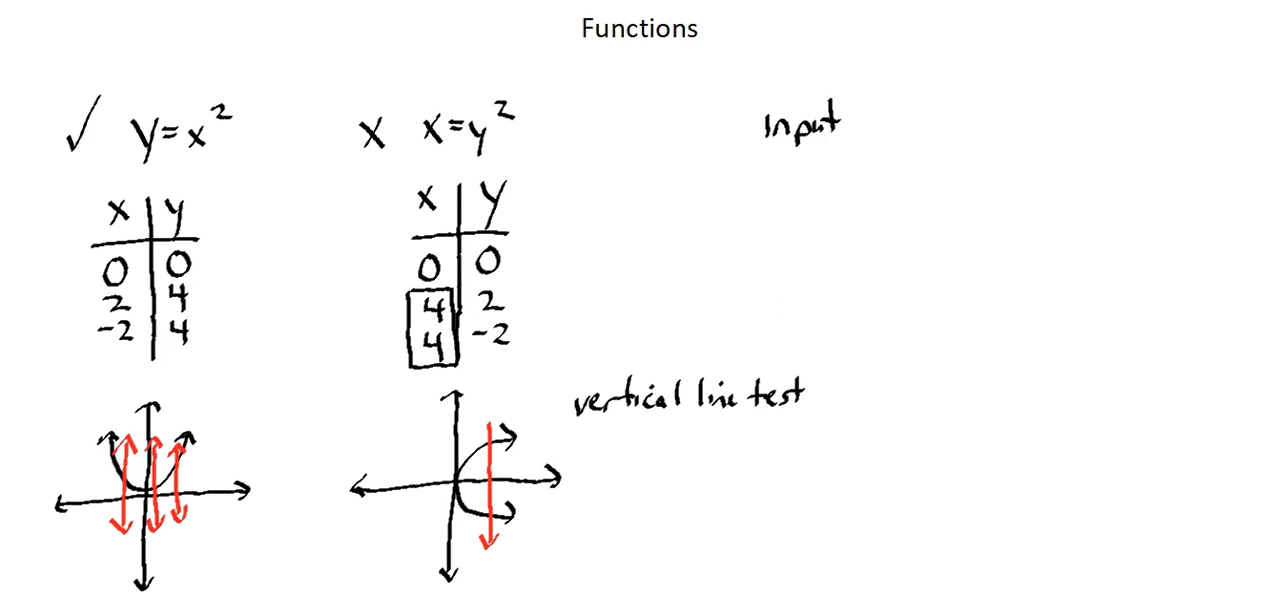 Functions
✓ y=x²
x | y
0 | 0
2 | 4
-2 | 4
X x=y²
x | y
0 | 0
4 | 2
4 | -2
vertical line test
Input